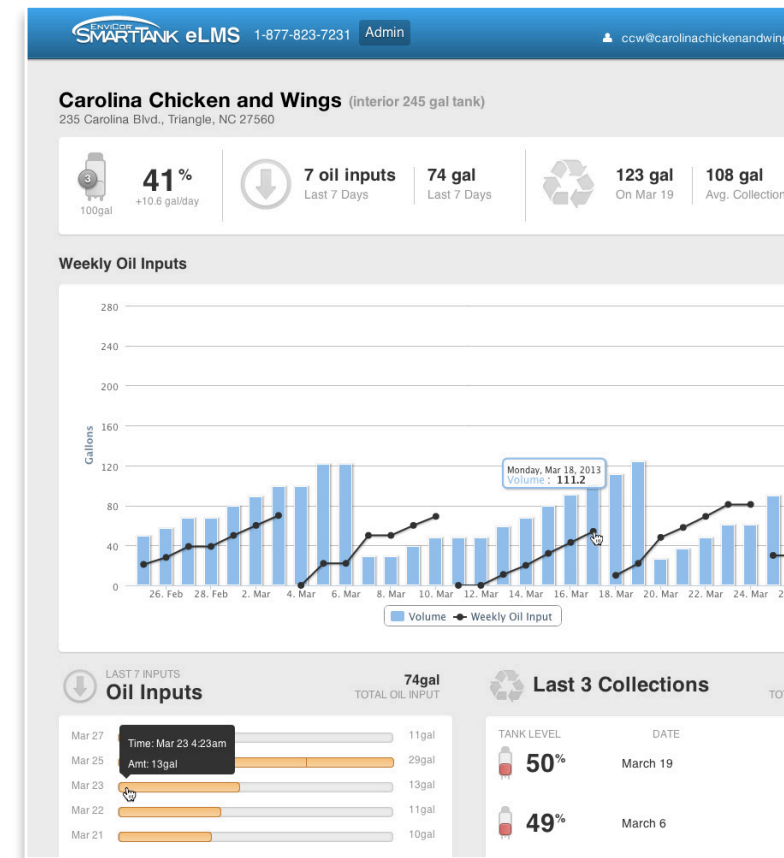 ENVICOR
SMARTTANK eLMS 1-877-823-7231 Admin ccw@carolinachickenandwing
Carolina Chicken and Wings (interior 245 gal tank)
235 Carolina Blvd., Triangle, NC 27560
3
100gal
41%
+10.6 gal/day
7 oil inputs
Last 7 Days
74 gal
Last 7 Days
123 gal
On Mar 19
108 gal
Avg. Collection
Weekly Oil Inputs
Gallons
280
240
200
160
120
80
40
0
Monday, Mar 18, 2013
Volume : 111.2
26. Feb 28. Feb 2. Mar 4. Mar 6. Mar 8. Mar 10. Mar 12. Mar 14. Mar 16. Mar 18. Mar 20. Mar 22. Mar 24. Mar 2
Volume Weekly Oil Input
LAST 7 INPUTS
Oil Inputs
74gal
TOTAL OIL INPUT
Mar 27 11gal
Mar 25 29gal
Mar 23 13gal
Mar 22 11gal
Mar 21 10gal
Time: Mar 23 4:23am
Amt: 13gal
Last 3 Collections
TO
TANK LEVEL DATE
50% March 19
49% March 6